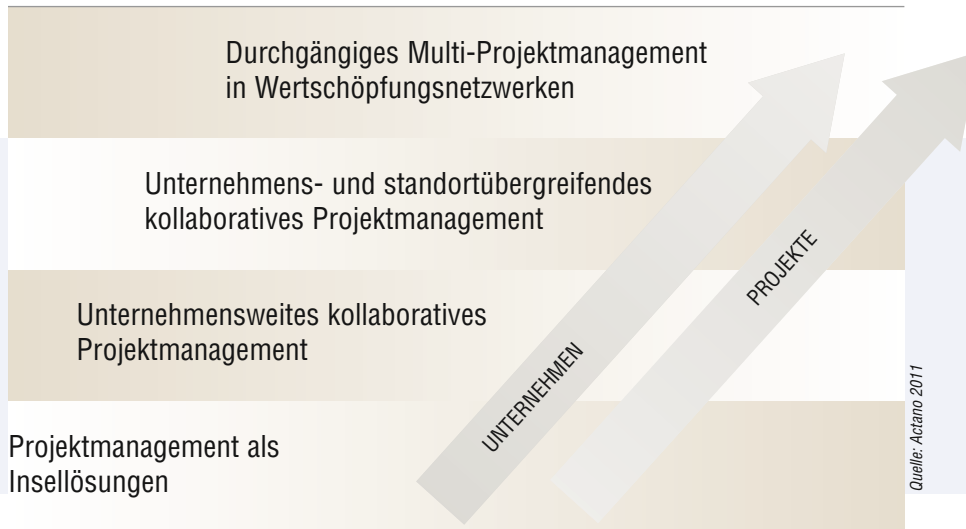 Durchgängiges Multi-Projektmanagement
in Wertschöpfungsnetzwerken
Unternehmens- und standortübergreifendes
kollaboratives Projektmanagement
Unternehmensweites kollaboratives
Projektmanagement
Projektmanagement als
Insellösungen
UNTERNEHMEN
PROJEKTE
Quelle: Actano 2011